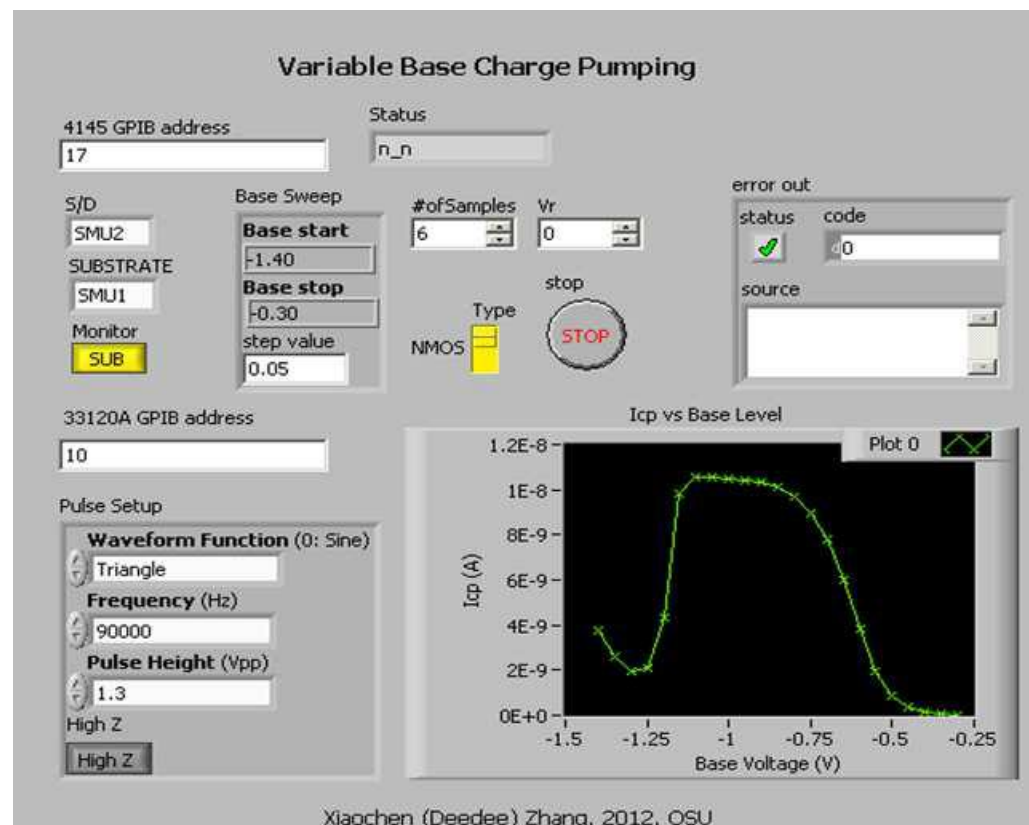 Variable Base Charge Pumping
4145 GPIB address
17
Status
n_n
S/D
SMU2
SUBSTRATE
SMU1
Monitor
SUB
Base Sweep
Base start
-1.40
Base stop
-0.30
step value
0.05
#ofSamples
6
Vr
0
Type
NMOS
stop
STOP
error out
status
code
d0
source
33120A GPIB address
10
Pulse Setup
Waveform Function (0: Sine)
Triangle
Frequency (Hz)
90000
Pulse Height (Vpp)
1.3
High Z
High Z
Icp vs Base Level
Plot 0
1.2E-8
1E-8
8E-9
6E-9
4E-9
2E-9
0E+0
Icp (A)
-1.5 -1.25 -1 -0.75 -0.5 -0.25
Base Voltage (V)
Xiaochen (Deedee) Zhang, 2012, OSU